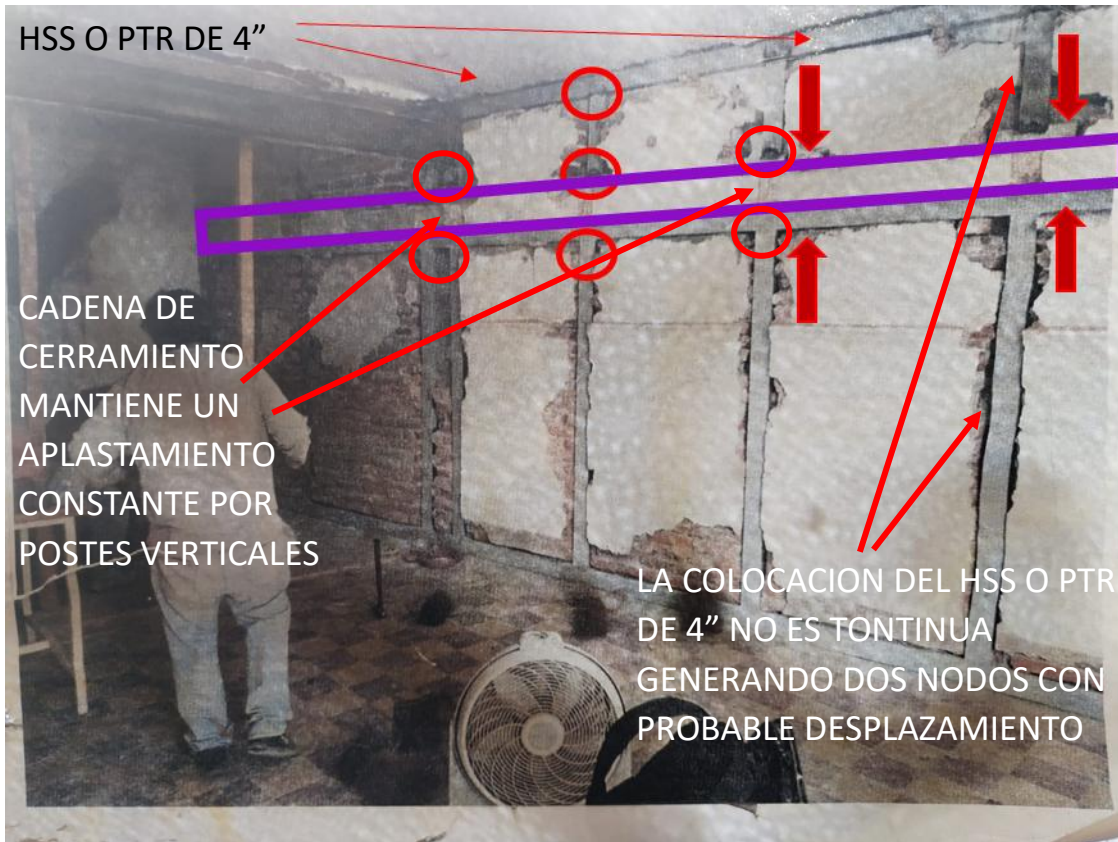 HSS O PTR DE 4”
CADENA DE
CERRAMIENTO
MANTIENE UN
APLASTAMIENTO
CONSTANTE POR
POSTES VERTICALES
LA COLOCACION DEL HSS O PTR
DE 4” NO ES TONTINUA
GENERANDO DOS NODOS CON
PROBABLE DESPLAZAMIENTO